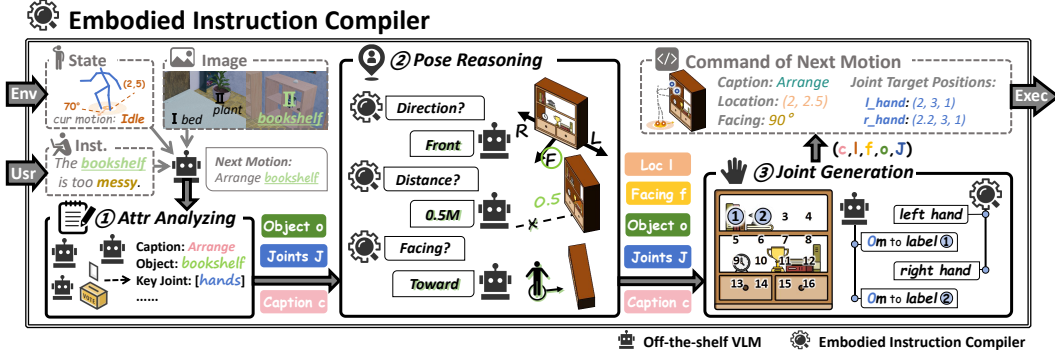 Embodied Instruction Compiler
Env
Usr
Exec
State
(2,5)
70°
cur motion: Idle
Image
I bed
II plant
III
bookshelf
Inst.
The bookshelf
is too messy.
Next Motion:
Arrange bookshelf
① Attr Analyzing
Caption: Arrange
Object: bookshelf
Key Joint: [hands]
......
VOTE
Object o
Joints J
Caption c
② Pose Reasoning
Direction?
Front
R
L
F
Distance?
0.5M
0.5
Facing?
Toward
Loc l
Facing f
Object o
Joints J
Caption c
Command of Next Motion
Caption: Arrange
Location: (2, 2.5)
Facing: 90°
Joint Target Positions:
l_hand: (2, 3, 1)
r_hand: (2.2, 3, 1)
(c,l,f,o,J)
③ Joint Generation
① ② 3 4
5 6 7 8
9 10 11 12
13 14 15 16
left hand
0m to label ①
right hand
0m to label ②
Off-the-shelf VLM
Embodied Instruction Compiler